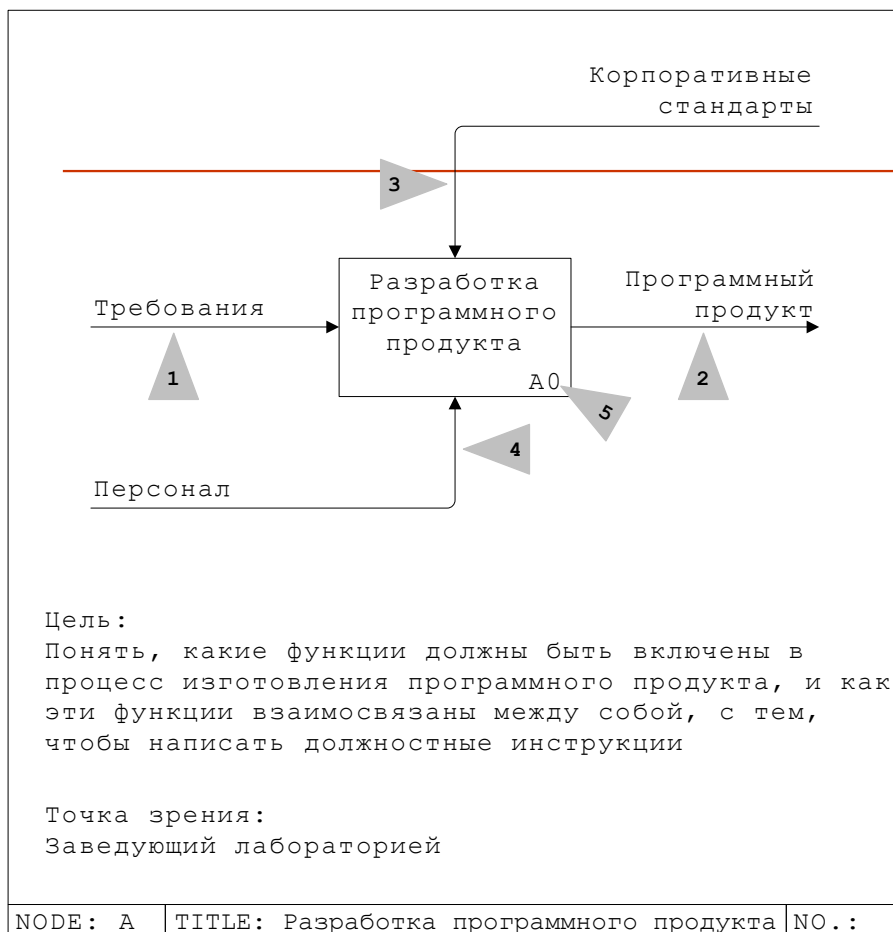 Корпоративные
стандарты
3
Требования
Разработка
программного
продукта
A0
Программный
продукт
1
2
5
4
Персонал
Цель:
Понять, какие функции должны быть включены в
процесс изготовления программного продукта, и как
эти функции взаимосвязаны между собой, с тем,
чтобы написать должностные инструкции
Точка зрения:
Заведующий лабораторией
NODE: A TITLE: Разработка программного продукта NO.: